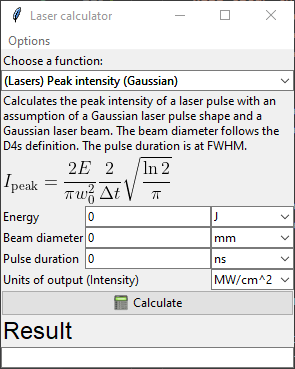 Laser calculator
Options
Choose a function:
(Lasers) Peak intensity (Gaussian)
Calculates the peak intensity of a laser pulse with an
assumption of a Gaussian laser pulse shape and a
Gaussian laser beam. The beam diameter follows the
D4s definition. The pulse duration is at FWHM.
I_peak = \frac{2E}{\pi w_0^2} \frac{2}{\Delta t} \sqrt{\frac{\ln 2}{\pi}}
Energy 0 J
Beam diameter 0 mm
Pulse duration 0 ns
Units of output (Intensity) MW/cm^2
Calculate
Result